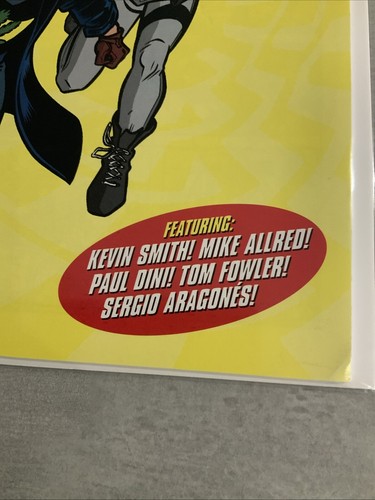 FEATURING:
KEVIN SMITH! MIKE ALLRED!
PAUL DINI! TOM FOWLER!
SERGIO ARAGONÉS!